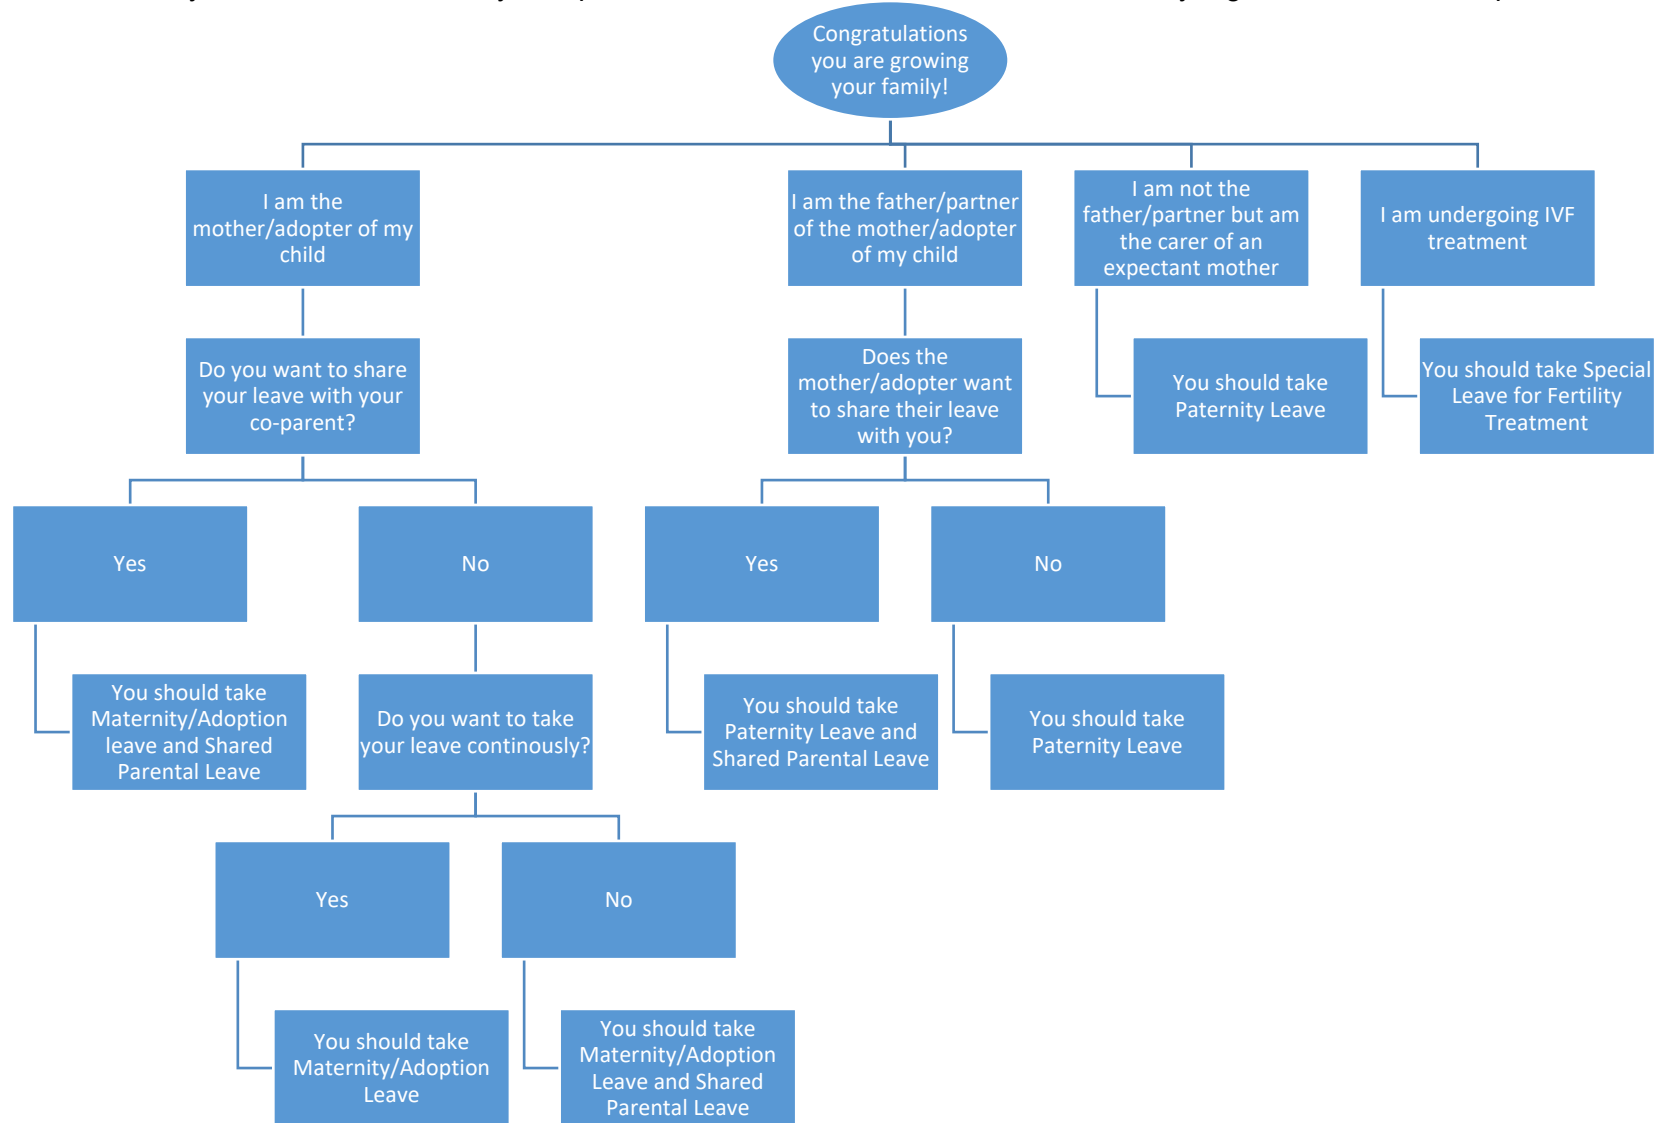 Congratulations
you are growing
your family!
I am the
mother/adopter of my
child
I am the father/partner
of the mother/adopter
of my child
I am not the
father/partner but am
the carer of an
expectant mother
I am undergoing IVF
treatment
Do you want to share
your leave with your
co-parent?
Does the
mother/adopter want
to share their leave
with you?
You should take
Paternity Leave
You should take Special
Leave for Fertility
Treatment
Yes
No
Yes
No
You should take
Maternity/Adoption
leave and Shared
Parental Leave
Do you want to take
your leave continously?
You should take
Paternity Leave and
Shared Parental Leave
You should take
Paternity Leave
Yes
No
You should take
Maternity/Adoption
Leave
You should take
Maternity/Adoption
Leave and Shared
Parental Leave